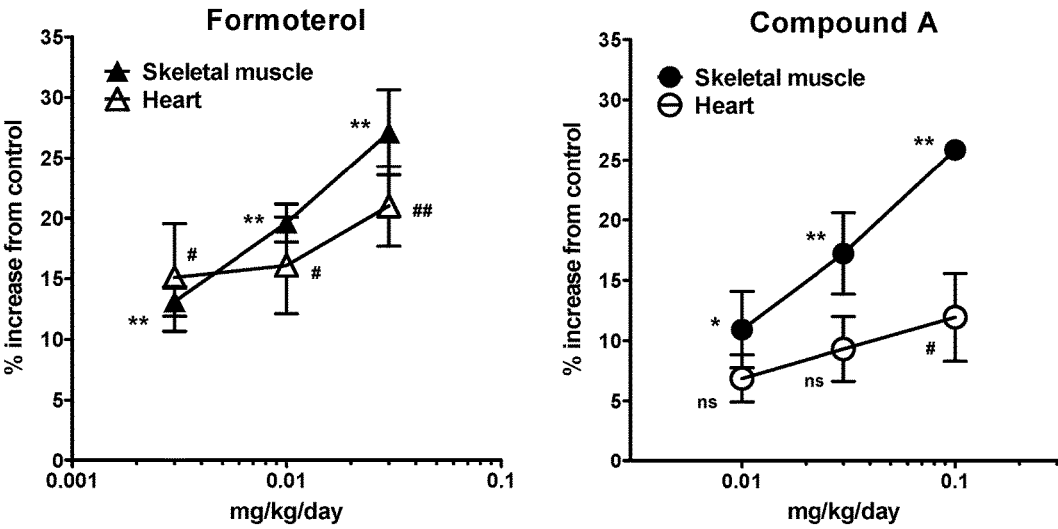 Formoterol
35
30
25
20
15
10
5
0
% increase from control
Skeletal muscle
Heart
**
#
**
#
**
##
0.001
0.01
0.1
mg/kg/day
Compound A
35
30
25
20
15
10
5
0
% increase from control
Skeletal muscle
Heart
*
ns
**
ns
**
#
0.01
0.1
mg/kg/day